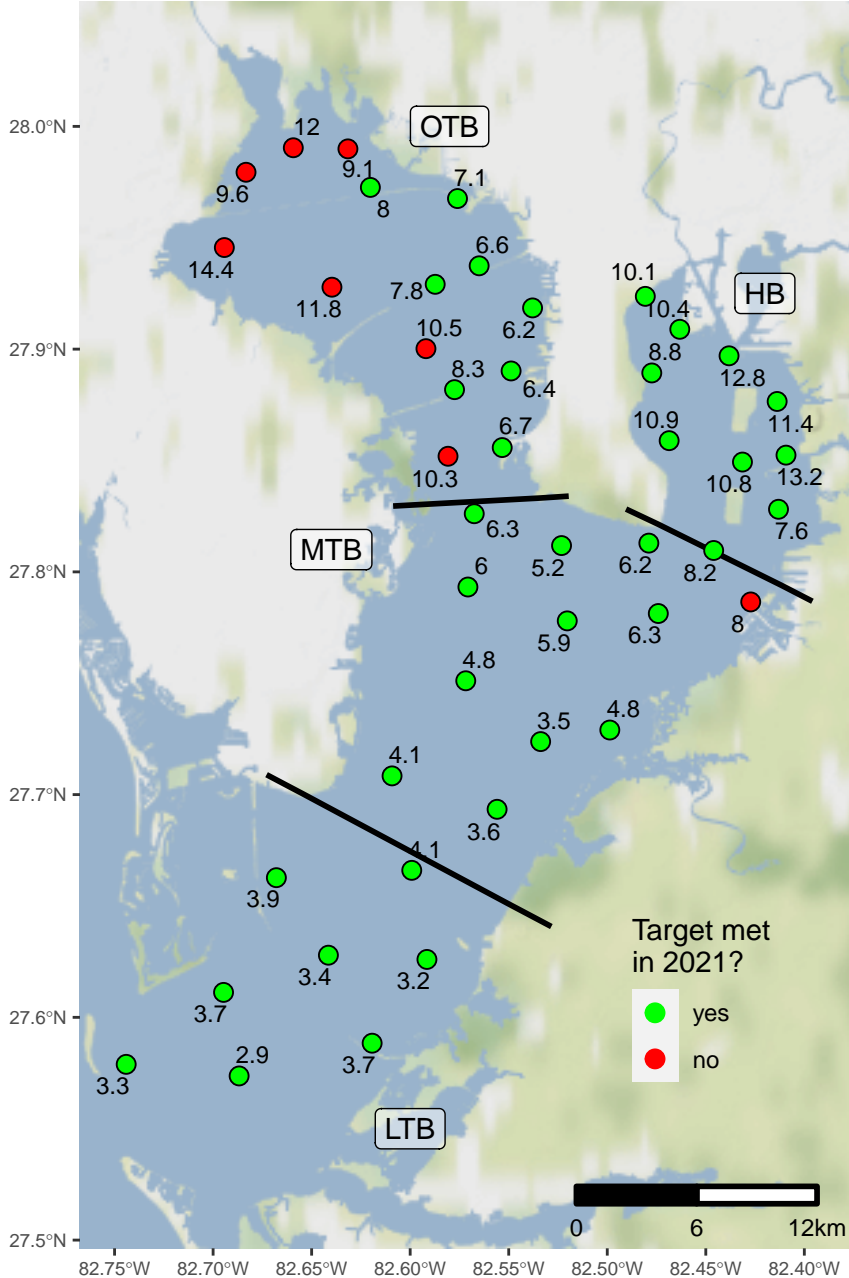 28.0°N
27.9°N
27.8°N
27.7°N
27.6°N
27.5°N
12
OTB
9.1
9.6
8
7.1
6.6
14.4
7.8
11.8
6.2
10.1
HB
10.4
10.5
8.8
12.8
8.3
6.4
11.4
6.7
10.9
10.3
10.8
13.2
6.3
7.6
MTB
5.2
6.2
8.2
6
5.9
6.3
8
4.8
3.5
4.8
4.1
3.6
4.1
3.9
3.4
3.2
3.7
3.7
2.9
3.3
LTB
Target met
in 2021?
yes
no
0 6 12km
82.75°W 82.70°W 82.65°W 82.60°W 82.55°W 82.50°W 82.45°W 82.40°W